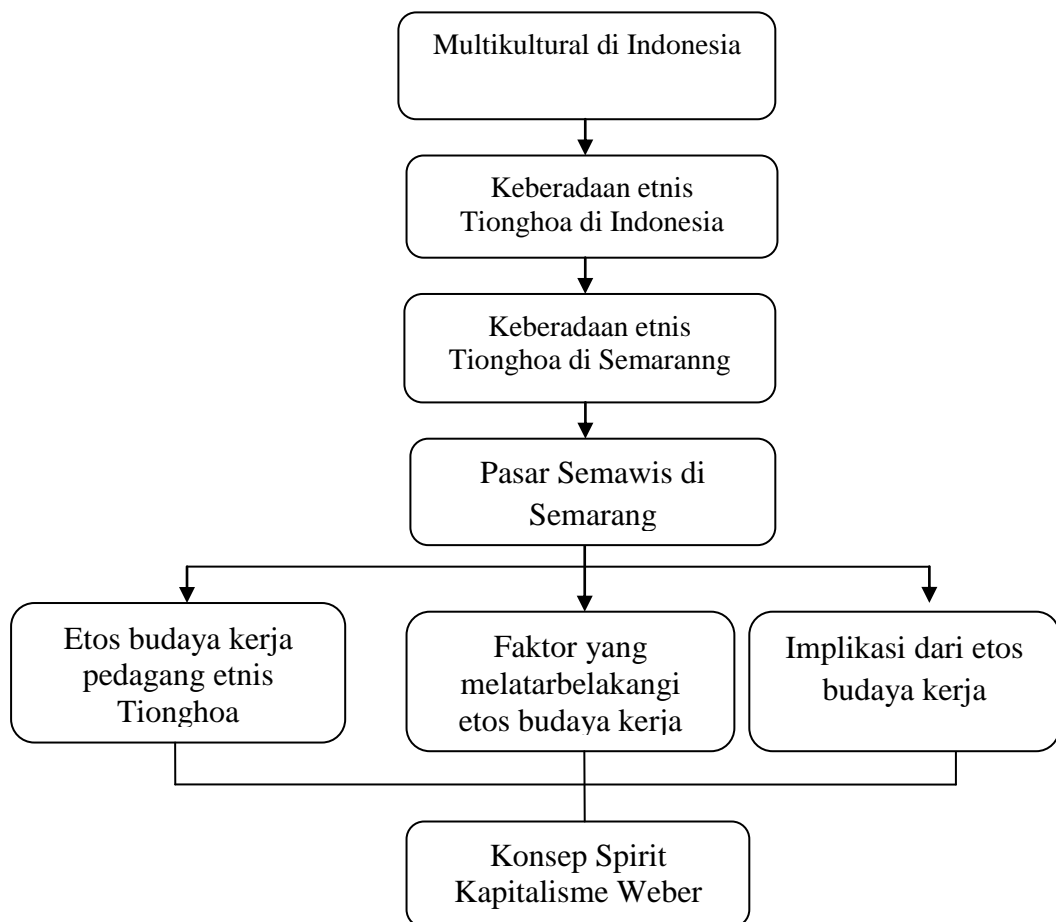 Multikultural di Indonesia
Keberadaan etnis
Tionghoa di Indonesia
Keberadaan etnis
Tionghoa di Semaranng
Pasar Semawis di
Semarang
Etos budaya kerja
pedagang etnis
Tionghoa
Faktor yang
melatarbelakangi
etos budaya kerja
Implikasi dari etos
budaya kerja
Konsep Spirit
Kapitalisme Weber